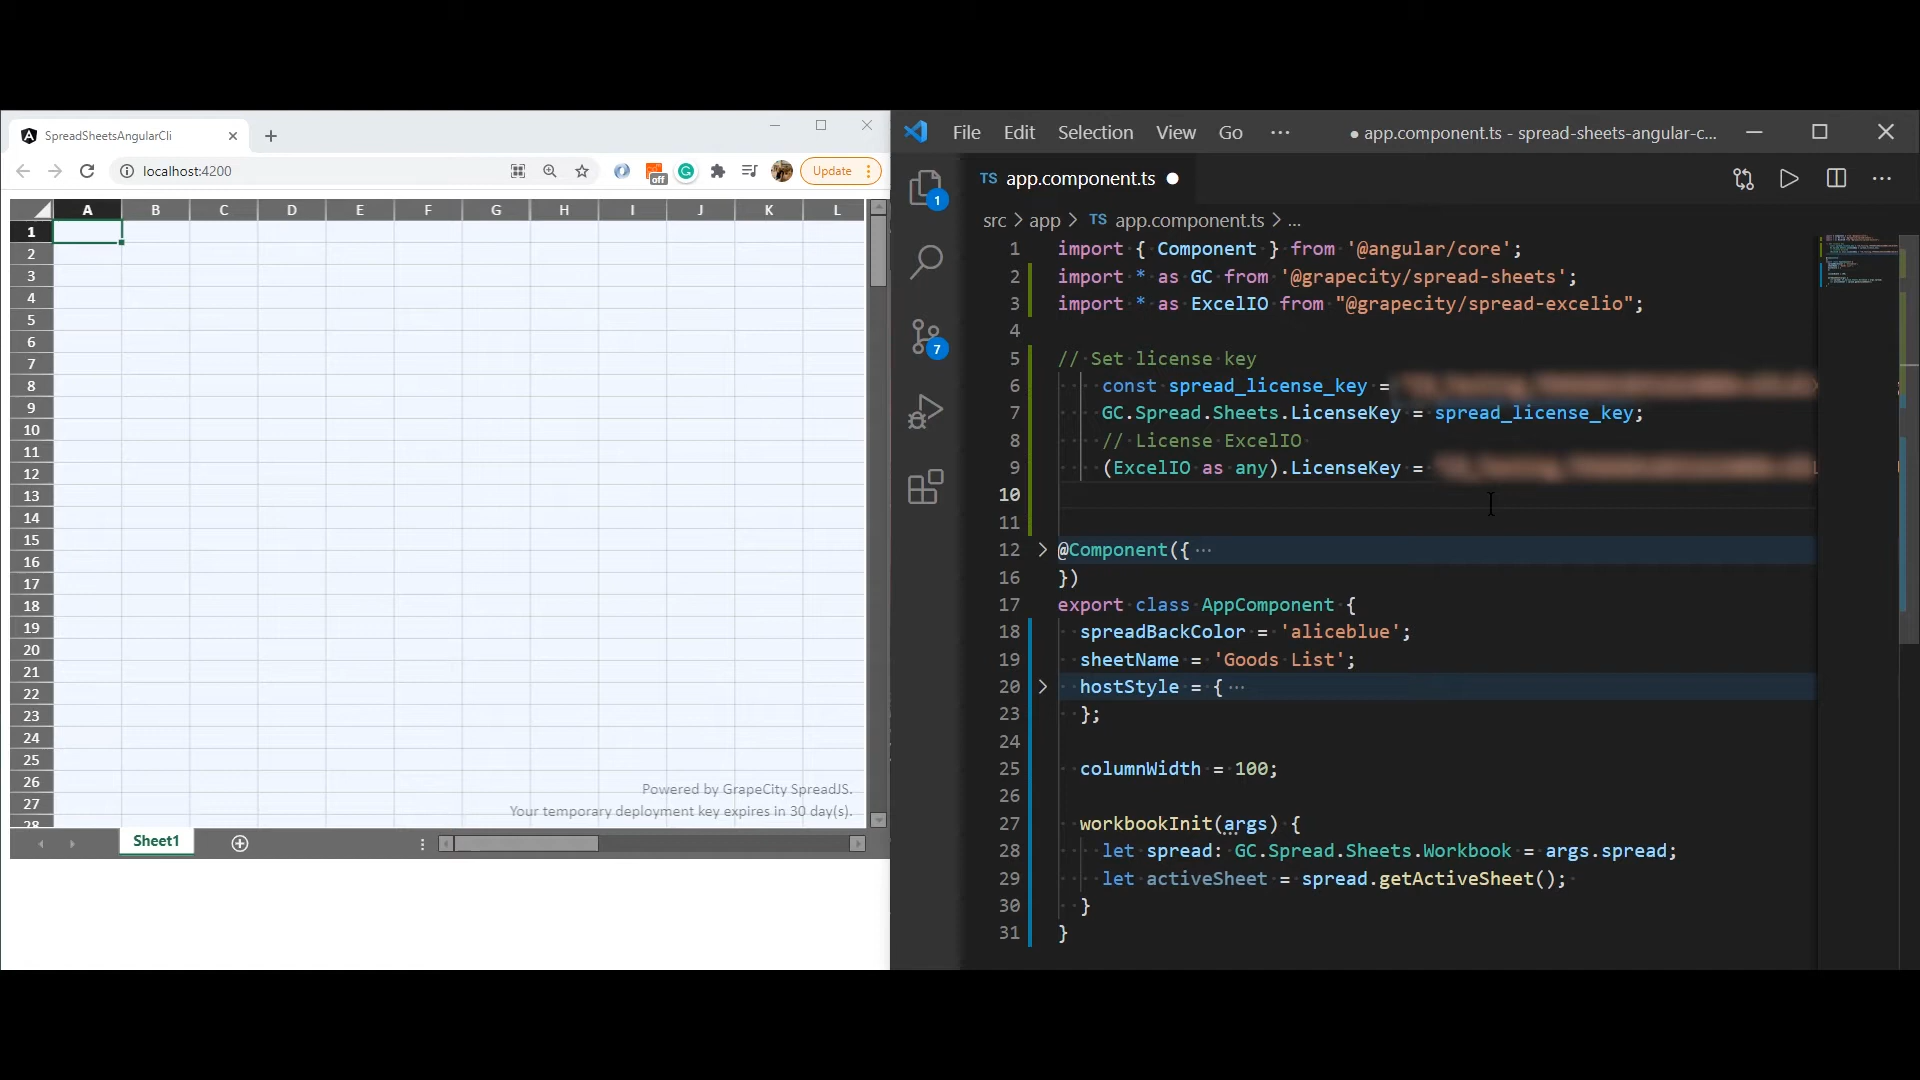 SpreadSheetsAngularCli
localhost:4200
off
Update
A B C D E F G H I J K L
1
2
3
4
5
6
7
8
9
10
11
12
13
14
15
16
17
18
19
20
21
22
23
24
25
26
27
28
Powered by GrapeCity SpreadJS.
Your temporary deployment key expires in 30 day(s).
Sheet1
File Edit Selection View Go ··· ● app.component.ts - spread-sheets-angular-c...
1
7
TS app.component.ts ●
src > app > TS app.component.ts > ...
1 import { Component } from '@angular/core';
2 import * as GC from '@grapecity/spread-sheets';
3 import * as ExcelIO from "@grapecity/spread-excelio";
4
5 // Set license key
6 const spread_license_key =
7 GC.Spread.Sheets.LicenseKey = spread_license_key;
8 // License ExcelIO
9 (ExcelIO as any).LicenseKey =
10
11
12 @Component({ ···
16 })
17 export class AppComponent {
18 spreadBackColor = 'aliceblue';
19 sheetName = 'Goods List';
20 hostStyle = { ···
23 };
24
25 columnWidth = 100;
26
27 workbookInit(args) {
28 let spread: GC.Spread.Sheets.Workbook = args.spread;
29 let activeSheet = spread.getActiveSheet();
30 }
31 }